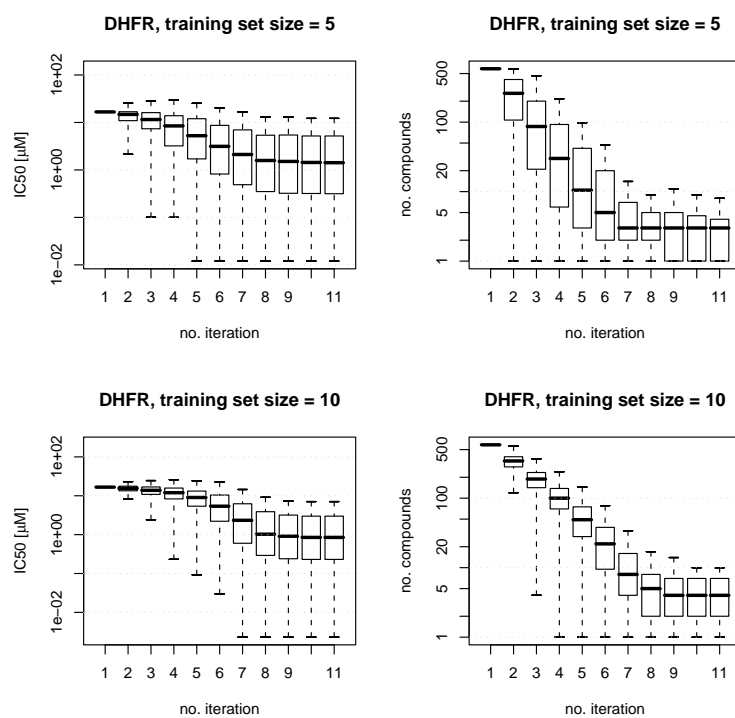 DHFR, training set size = 5
IC50 [µM]
1e+02
1e+00
1e−02
1 2 3 4 5 6 7 8 9 11
no. iteration
DHFR, training set size = 5
no. compounds
500
100
20
5
1
1 2 3 4 5 6 7 8 9 11
no. iteration
DHFR, training set size = 10
IC50 [µM]
1e+02
1e+00
1e−02
1 2 3 4 5 6 7 8 9 11
no. iteration
DHFR, training set size = 10
no. compounds
500
100
20
5
1
1 2 3 4 5 6 7 8 9 11
no. iteration